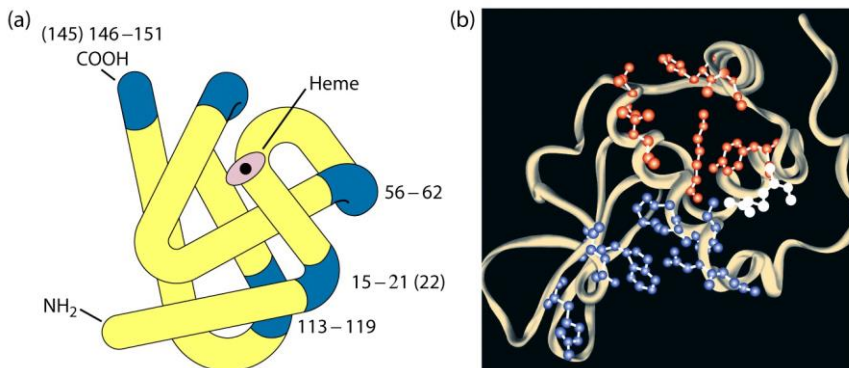 (a)
(145) 146–151
COOH
Heme
56–62
15–21 (22)
NH₂
113–119
(b)